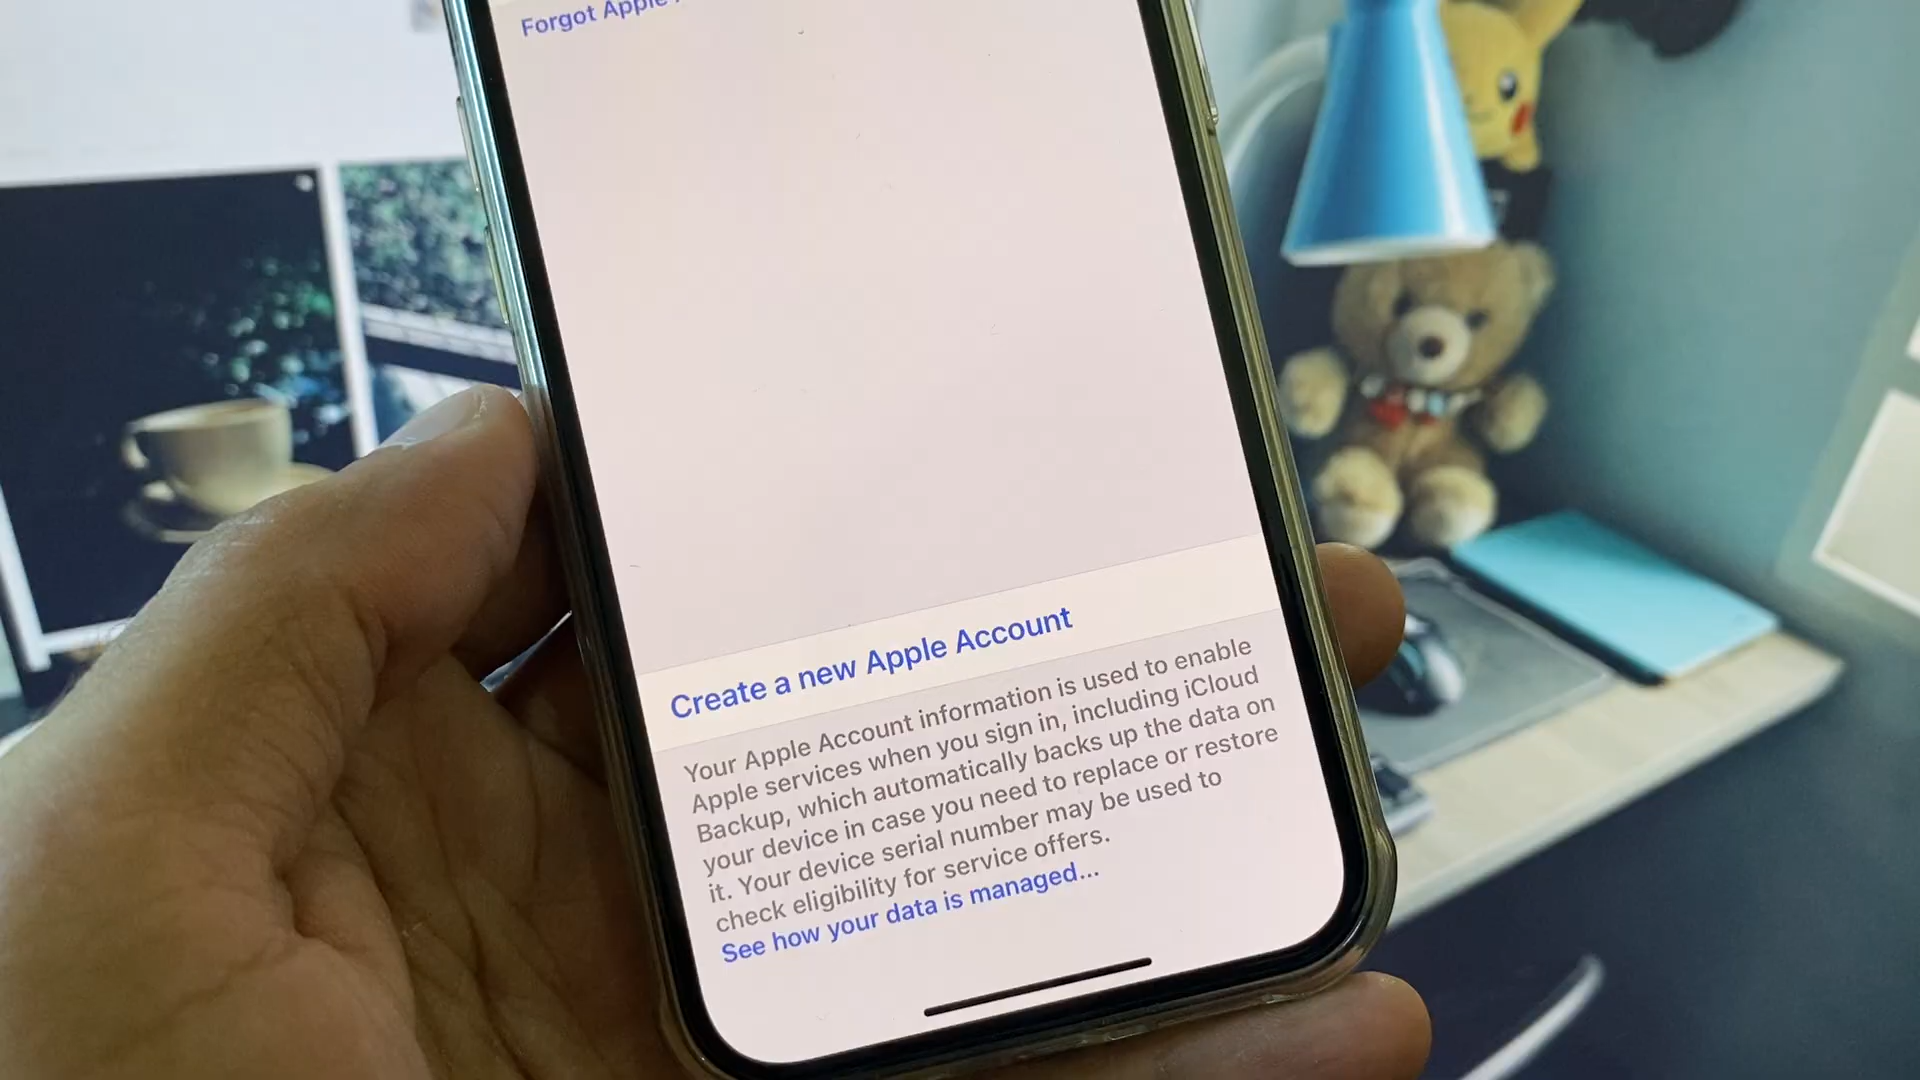 Forgot Apple
Create a new Apple Account
Your Apple Account information is used to enable
Apple services when you sign in, including iCloud
Backup, which automatically backs up the data on
your device in case you need to replace or restore
it. Your device serial number may be used to
check eligibility for service offers.
See how your data is managed...